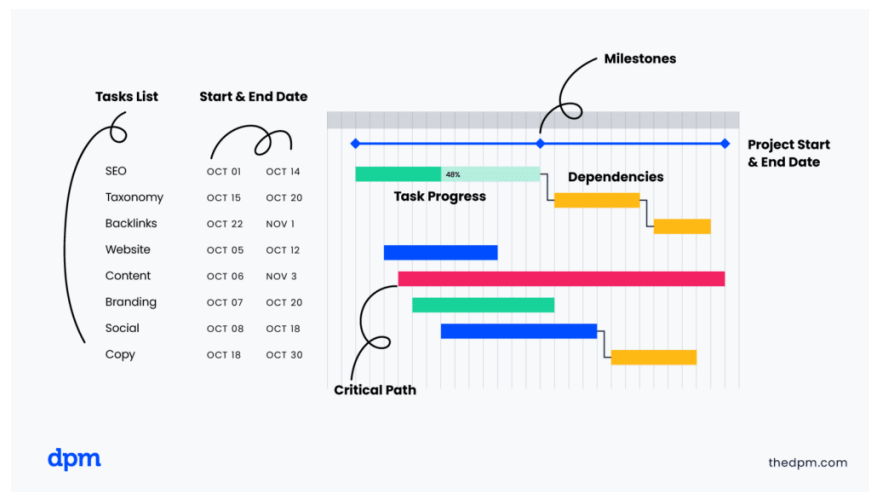 Milestones
Tasks List
Start & End Date
Project Start
& End Date
SEO OCT 01 OCT 14
48%
Dependencies
Task Progress
Taxonomy OCT 15 OCT 20
Backlinks OCT 22 NOV 1
Website OCT 05 OCT 12
Content OCT 06 NOV 3
Branding OCT 07 OCT 20
Social OCT 08 OCT 18
Copy OCT 18 OCT 30
Critical Path
dpm
thedpm.com